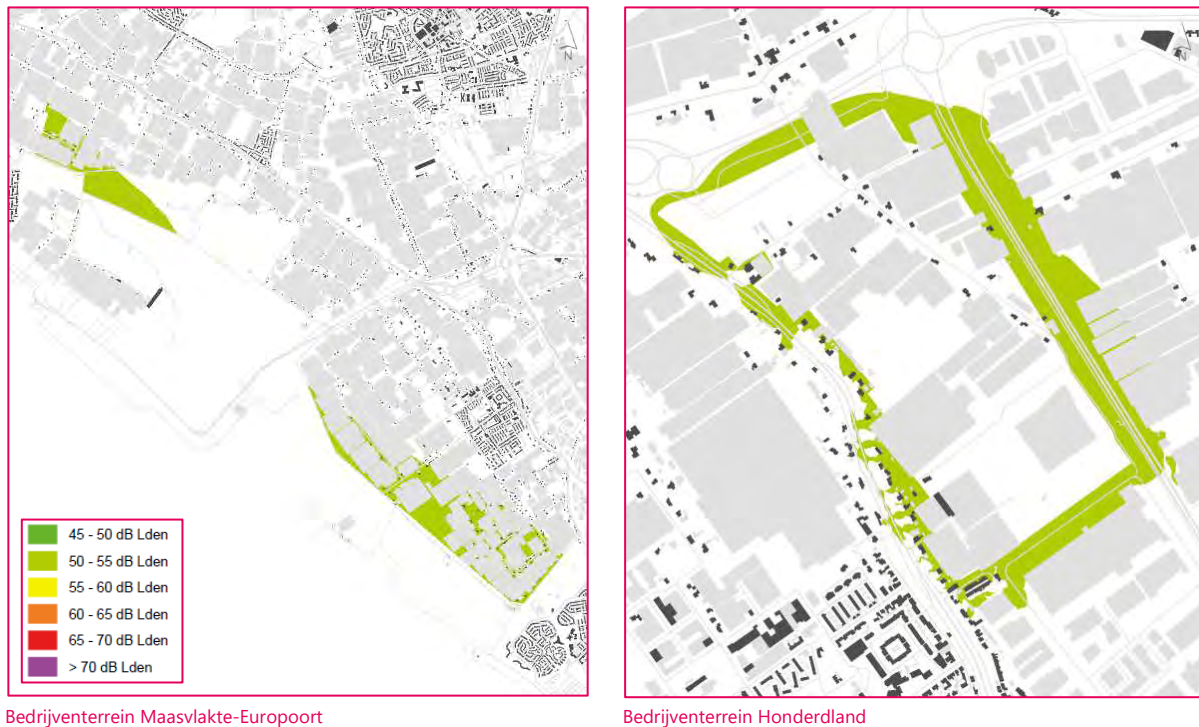 45 - 50 dB Lden
50 - 55 dB Lden
55 - 60 dB Lden
60 - 65 dB Lden
65 - 70 dB Lden
> 70 dB Lden
Bedrijventerrein Maasvlakte-Europoort
Bedrijventerrein Honderdland